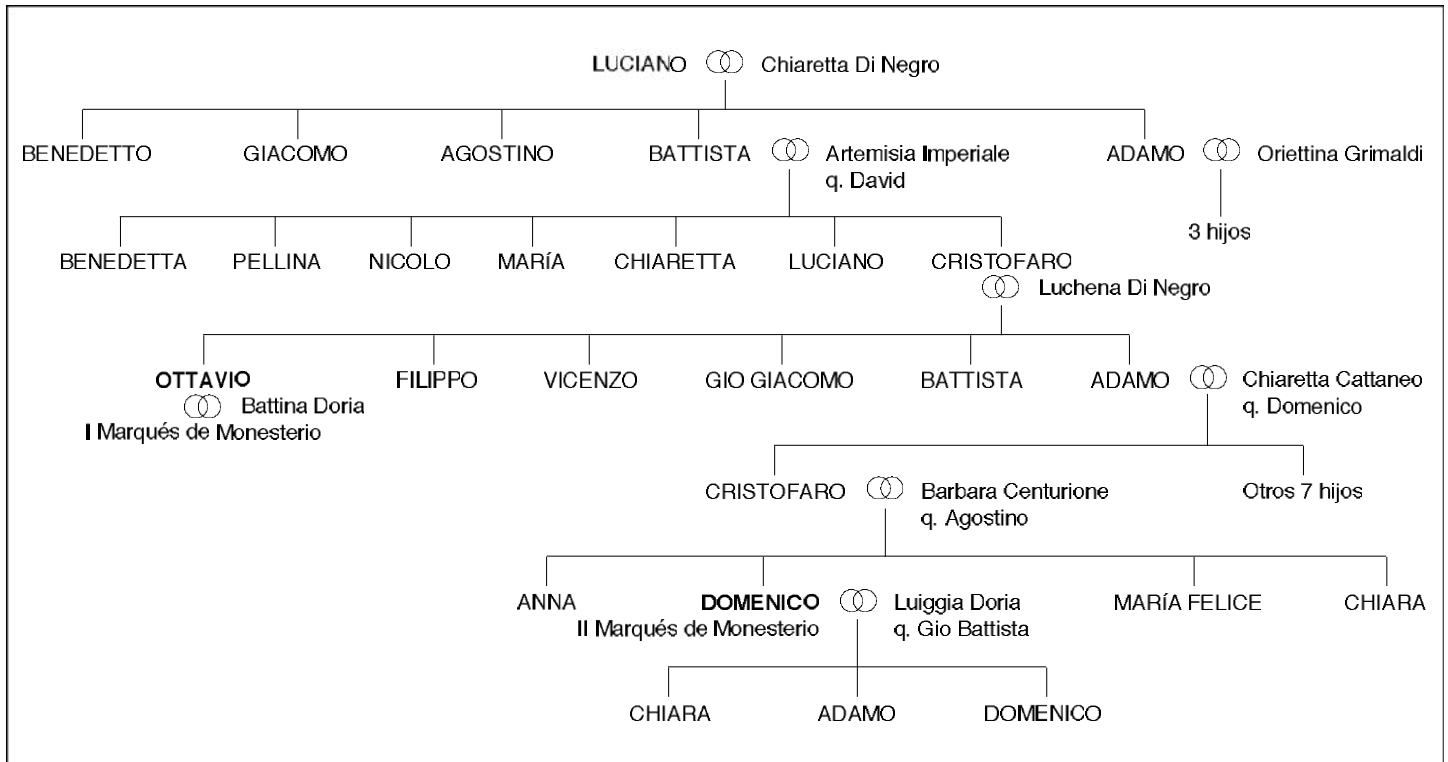 LUCIANO Chiaretta Di Negro
BENEDETTO GIACOMO AGOSTINO BATTISTA Artemisia Imperiale ADAMO Oriettina Grimaldi
q. David
3 hijos
BENEDETTA PELLINA NICOLO MARÍA CHIARETTA LUCIANO CRISTOFARO
Luchena Di Negro
OTTAVIO FILIPPO VICENZO GIO GIACOMO BATTISTA ADAMO Chiaretta Cattaneo
Battina Doria q. Domenico
I Marqués de Monesterio
CRISTOFARO Barbara Centurione Otros 7 hijos
q. Agostino
ANNA DOMENICO Luiggia Doria MARÍA FELICE CHIARA
II Marqués de Monesterio q. Gio Battista
CHIARA ADAMO DOMENICO